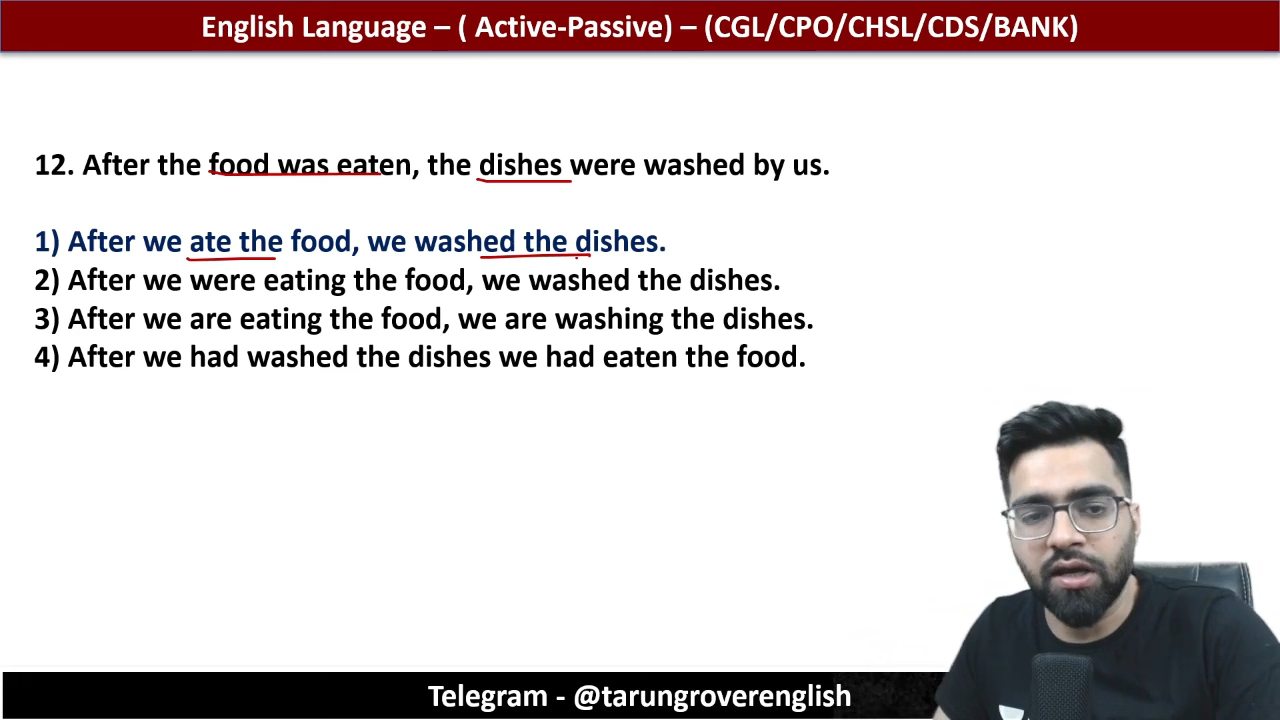 English Language – ( Active-Passive) – (CGL/CPO/CHSL/CDS/BANK)
12. After the food was eaten, the dishes were washed by us.
1) After we ate the food, we washed the dishes.
2) After we were eating the food, we washed the dishes.
3) After we are eating the food, we are washing the dishes.
4) After we had washed the dishes we had eaten the food.
Telegram - @tarungroverenglish